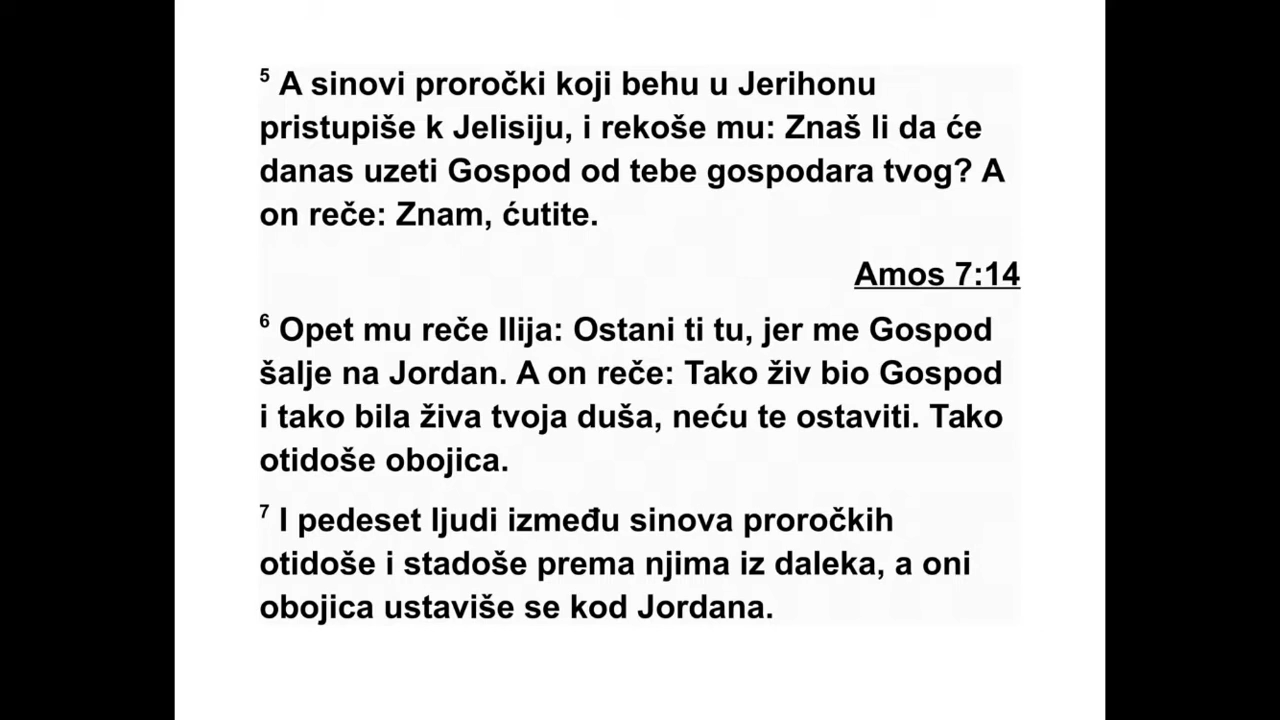 5 A sinovi proročki koji behu u Jerihonu
pristupiše k Jelisiju, i rekoše mu: Znaš li da će
danas uzeti Gospod od tebe gospodara tvog? A
on reče: Znam, ćutite.
Amos 7:14
6 Opet mu reče Ilija: Ostani ti tu, jer me Gospod
šalje na Jordan. A on reče: Tako živ bio Gospod
i tako bila živa tvoja duša, neću te ostaviti. Tako
otidoše obojica.
7 I pedeset ljudi između sinova proročkih
otidoše i stadoše prema njima iz daleka, a oni
obojica ustaviše se kod Jordana.